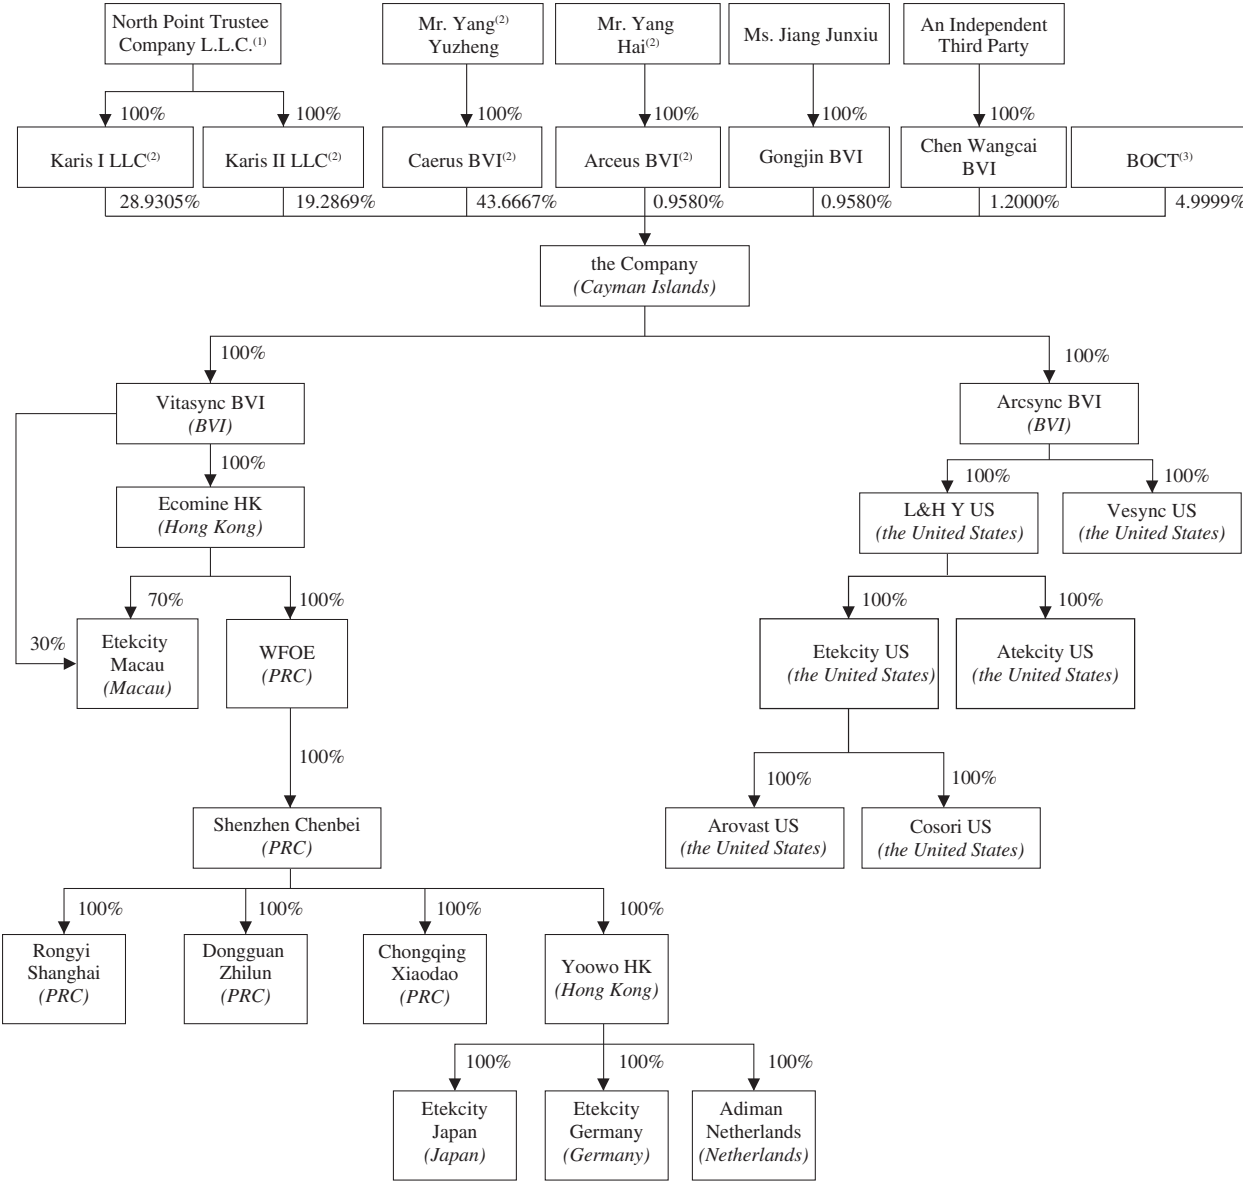 North Point Trustee
Company L.L.C.(1)
Mr. Yang(2)
Yuzheng
Mr. Yang
Hai(2)
Ms. Jiang Junxiu
An Independent
Third Party
100%
100%
100%
100%
100%
100%
Karis I LLC(2)
Karis II LLC(2)
Caerus BVI(2)
Arceus BVI(2)
Gongjin BVI
Chen Wangcai
BVI
BOCT(3)
28.9305%
19.2869%
43.6667%
0.9580%
0.9580%
1.2000%
4.9999%
the Company
(Cayman Islands)
100%
100%
Vitasync BVI
(BVI)
Arcsync BVI
(BVI)
100%
100%
100%
Ecomine HK
(Hong Kong)
L&H Y US
(the United States)
Vesync US
(the United States)
70%
100%
100%
100%
30%
Etekcity
Macau
(Macau)
WFOE
(PRC)
Etekcity US
(the United States)
Atekcity US
(the United States)
100%
100%
100%
Shenzhen Chenbei
(PRC)
Arovast US
(the United States)
Cosori US
(the United States)
100%
100%
100%
100%
Rongyi
Shanghai
(PRC)
Dongguan
Zhilun
(PRC)
Chongqing
Xiaodao
(PRC)
Yoowo HK
(Hong Kong)
100%
100%
100%
Etekcity
Japan
(Japan)
Etekcity
Germany
(Germany)
Adiman
Netherlands
(Netherlands)